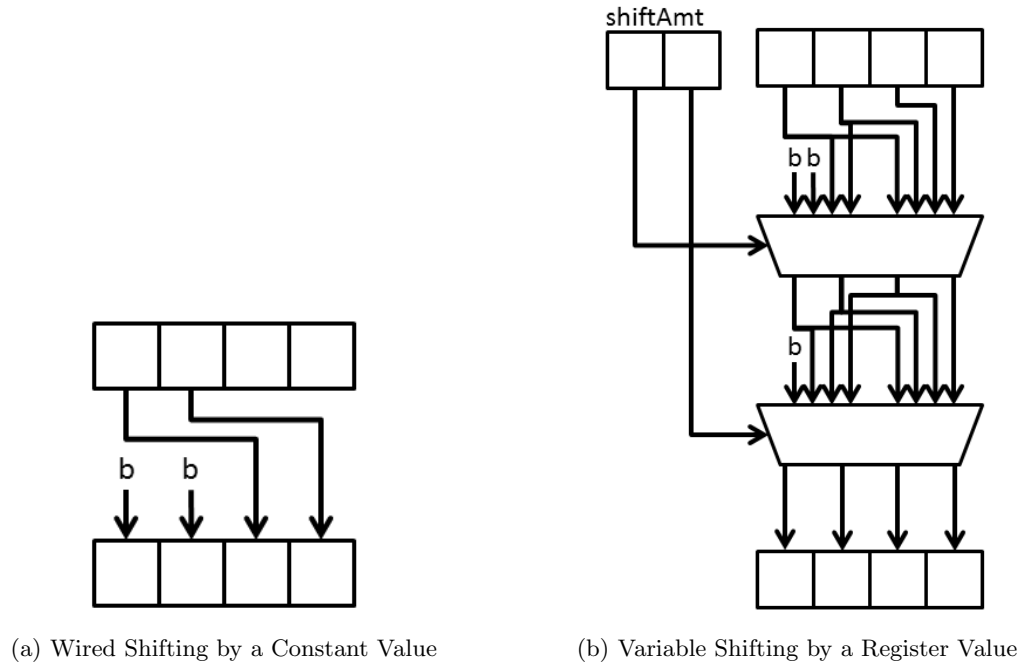 shiftAmt
b b
b
b b
(a) Wired Shifting by a Constant Value
(b) Variable Shifting by a Register Value